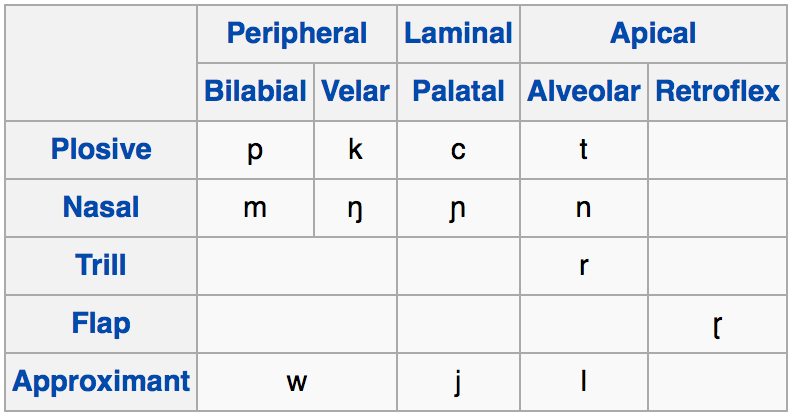 Peripheral Laminal Apical
Bilabial Velar Palatal Alveolar Retroflex
Plosive p k c t
Nasal m ŋ ɲ n
Trill r
Flap ɽ
Approximant w j l